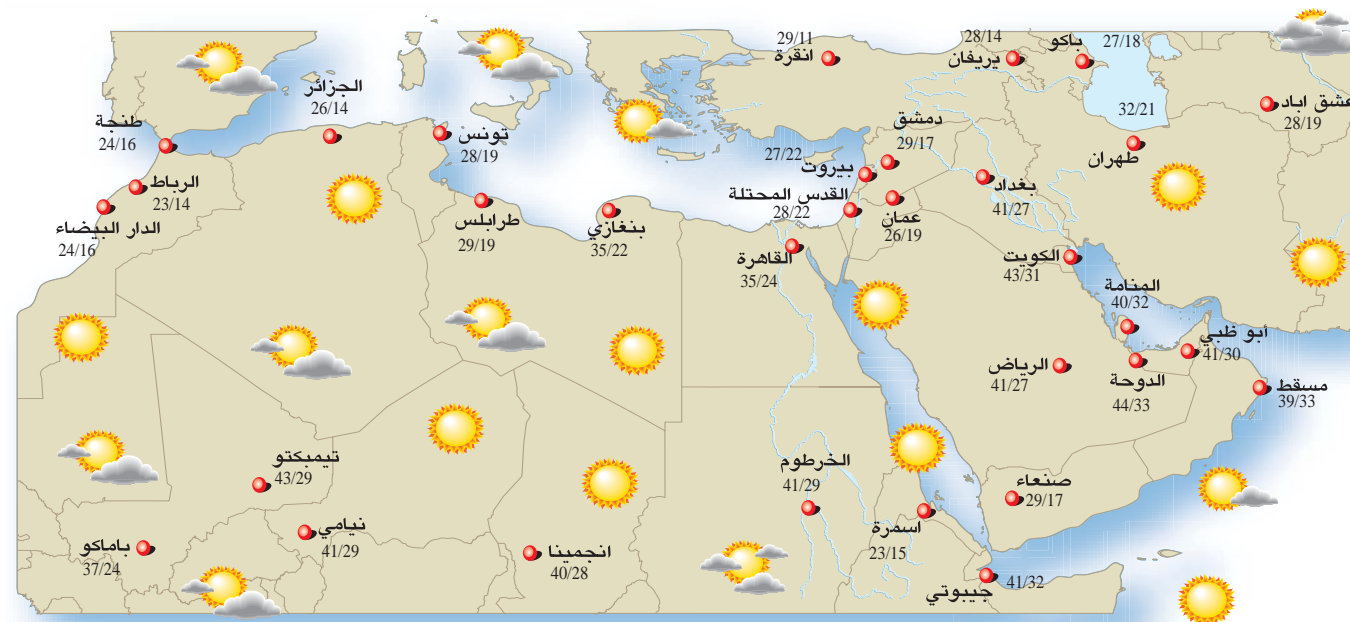 29/11
انقرة
28/14
يريفان
باكو
27/18
عشق اباد
28/19
32/21
طهران
الجزائر
26/14
طنجة
24/16
تونس
28/19
دمشق
29/17
27/22
بيروت
الرباط
23/14
القدس المحتلة
28/22
عمان
26/19
بغداد
41/27
الدار البيضاء
24/16
طرابلس
29/19
بنغازي
35/22
القاهرة
35/24
الكويت
43/31
المنامة
40/32
أبو ظبي
41/30
الرياض
41/27
الدوحة
44/33
مسقط
39/33
تيمبكتو
43/29
الخرطوم
41/29
صنعاء
29/17
نيامي
41/29
اسمرة
23/15
باماكو
37/24
انجمينا
40/28
41/32
جيبوتي